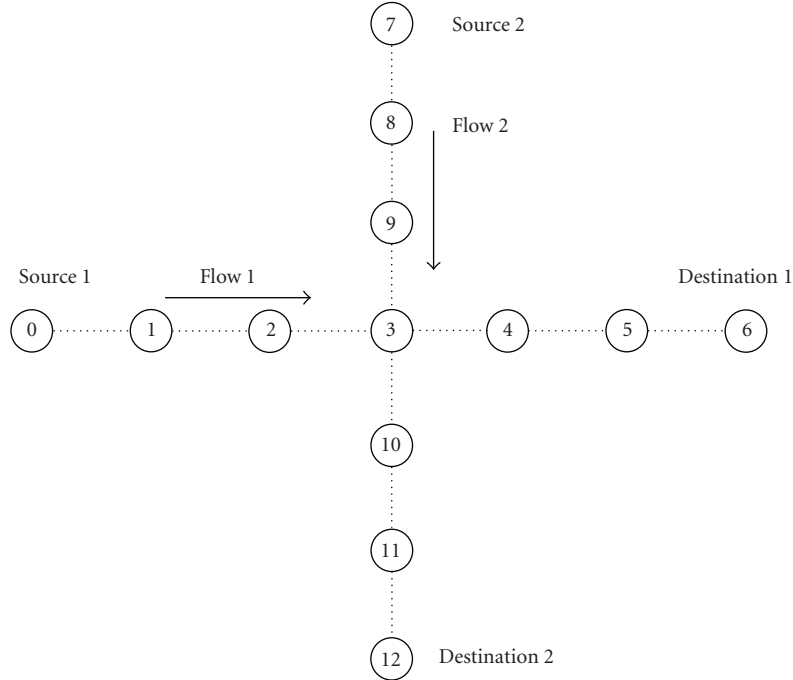 7 Source 2
8 Flow 2
9
Source 1 Flow 1 Destination 1
0 1 2 3 4 5 6
10
11
12 Destination 2